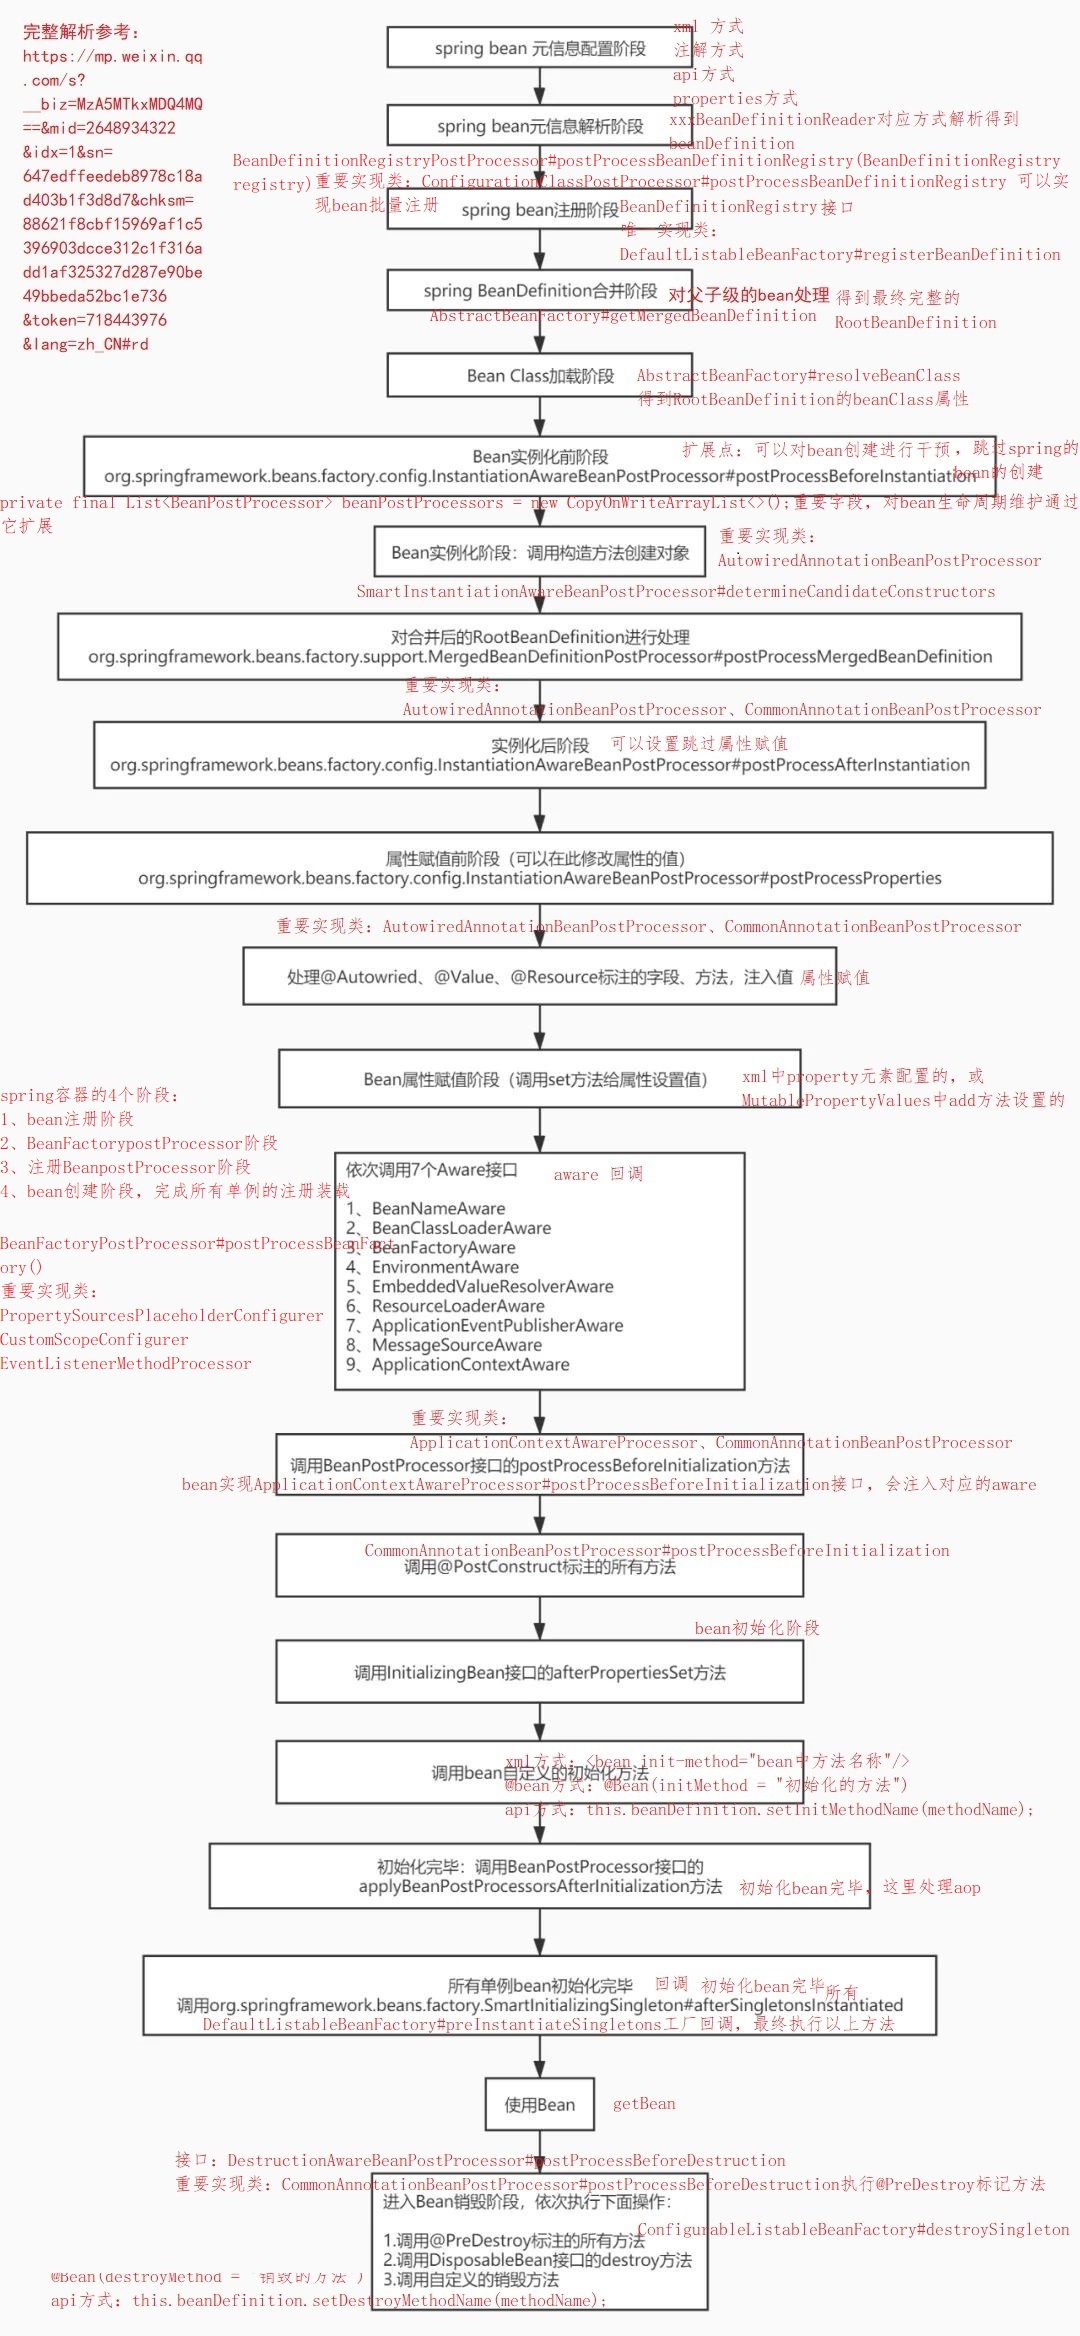 完整解析参考：
https://mp.weixin.qq
.com/s?
__biz=MzA5MTkxMDQ4MQ
==&mid=2648934322
&idx=1&sn=
647edffeedeb8978c18a
d403b1f3d8d7&chksm=
88621f8cbf15969af1c5
396903dcce312c1f316a
dd1af325327d287e90be
49bbeda52bc1e736
&token=718443976
&lang=zh_CN#rd
spring bean 元信息配置阶段
xml 方式
注解方式
api方式
properties方式
spring bean元信息解析阶段
xxxBeanDefinitionReader对应方式解析得到
beanDefinition
BeanDefinitionRegistryPostProcessor#postProcessBeanDefinitionRegistry(BeanDefinitionRegistry
registry)
重要实现类：ConfigurationClassPostProcessor#postProcessBeanDefinitionRegistry 可以实
现bean批量注册
spring bean注册阶段
BeanDefinitionRegistry接口
唯一实现类：
DefaultListableBeanFactory#registerBeanDefinition
spring BeanDefinition合并阶段
对父子级的bean处理
得到最终完整的
RootBeanDefinition
AbstractBeanFactory#getMergedBeanDefinition
Bean Class加载阶段
AbstractBeanFactory#resolveBeanClass
得到RootBeanDefinition的beanClass属性
Bean实例化前阶段
org.springframework.beans.factory.config.InstantiationAwareBeanPostProcessor#postProcessBeforeInstantiation
扩展点：可以对bean创建进行干预，跳过spring的
bean的创建
private final List<BeanPostProcessor> beanPostProcessors = new CopyOnWriteArrayList<>();重要字段，对bean生命周期维护通过
它扩展
Bean实例化阶段：调用构造方法创建对象
重要实现类：
AutowiredAnnotationBeanPostProcessor
SmartInstantiationAwareBeanPostProcessor#determineCandidateConstructors
对合并后的RootBeanDefinition进行处理
org.springframework.beans.factory.support.MergedBeanDefinitionPostProcessor#postProcessMergedBeanDefinition
重要实现类：
AutowiredAnnotationBeanPostProcessor、CommonAnnotationBeanPostProcessor
实例化后阶段
可以设置跳过属性赋值
org.springframework.beans.factory.config.InstantiationAwareBeanPostProcessor#postProcessAfterInstantiation
属性赋值前阶段（可以在此修改属性的值）
org.springframework.beans.factory.config.InstantiationAwareBeanPostProcessor#postProcessProperties
重要实现类：AutowiredAnnotationBeanPostProcessor、CommonAnnotationBeanPostProcessor
处理@Autowried、@Value、@Resource标注的字段、方法，注入值
属性赋值
Bean属性赋值阶段（调用set方法给属性设置值）
xml中property元素配置的，或
MutablePropertyValues中add方法设置的
spring容器的4个阶段：
1、bean注册阶段
2、BeanFactorypostProcessor阶段
3、注册BeanpostProcessor阶段
4、bean创建阶段，完成所有单例的注册装载
BeanFactoryPostProcessor#postProcessBeanFact
ory()
重要实现类：
PropertySourcesPlaceholderConfigurer
CustomScopeConfigurer
EventListenerMethodProcessor
依次调用7个Aware接口
aware 回调
1、BeanNameAware
2、BeanClassLoaderAware
3、BeanFactoryAware
4、EnvironmentAware
5、EmbeddedValueResolverAware
6、ResourceLoaderAware
7、ApplicationEventPublisherAware
8、MessageSourceAware
9、ApplicationContextAware
重要实现类：
ApplicationContextAwareProcessor、CommonAnnotationBeanPostProcessor
调用BeanPostProcessor接口的postProcessBeforeInitialization方法
bean实现ApplicationContextAwareProcessor#postProcessBeforeInitialization接口，会注入对应的aware
CommonAnnotationBeanPostProcessor#postProcessBeforeInitialization
调用@PostConstruct标注的所有方法
bean初始化阶段
调用InitializingBean接口的afterPropertiesSet方法
调用bean自定义的初始化方法
xml方式：<bean init-method="bean中方法名称"/>
@bean方式：@Bean(initMethod = "初始化的方法")
api方式：this.beanDefinition.setInitMethodName(methodName);
初始化完毕：调用BeanPostProcessor接口的
applyBeanPostProcessorsAfterInitialization方法
初始化bean完毕，这里处理aop
所有单例bean初始化完毕
回调
初始化bean完毕
所有
调用org.springframework.beans.factory.SmartInitializingSingleton#afterSingletonsInstantiated
DefaultListableBeanFactory#preInstantiateSingletons工厂回调，最终执行以上方法
使用Bean
getBean
接口：DestructionAwareBeanPostProcessor#postProcessBeforeDestruction
重要实现类：CommonAnnotationBeanPostProcessor#postProcessBeforeDestruction执行@PreDestroy标记方法
进入Bean销毁阶段，依次执行下面操作：
1.调用@PreDestroy标注的所有方法
ConfigurableListableBeanFactory#destroySingleton
2.调用DisposableBean接口的destroy方法
3.调用自定义的销毁方法
@Bean(destroyMethod = "销毁的方法")
api方式：this.beanDefinition.setDestroyMethodName(methodName);